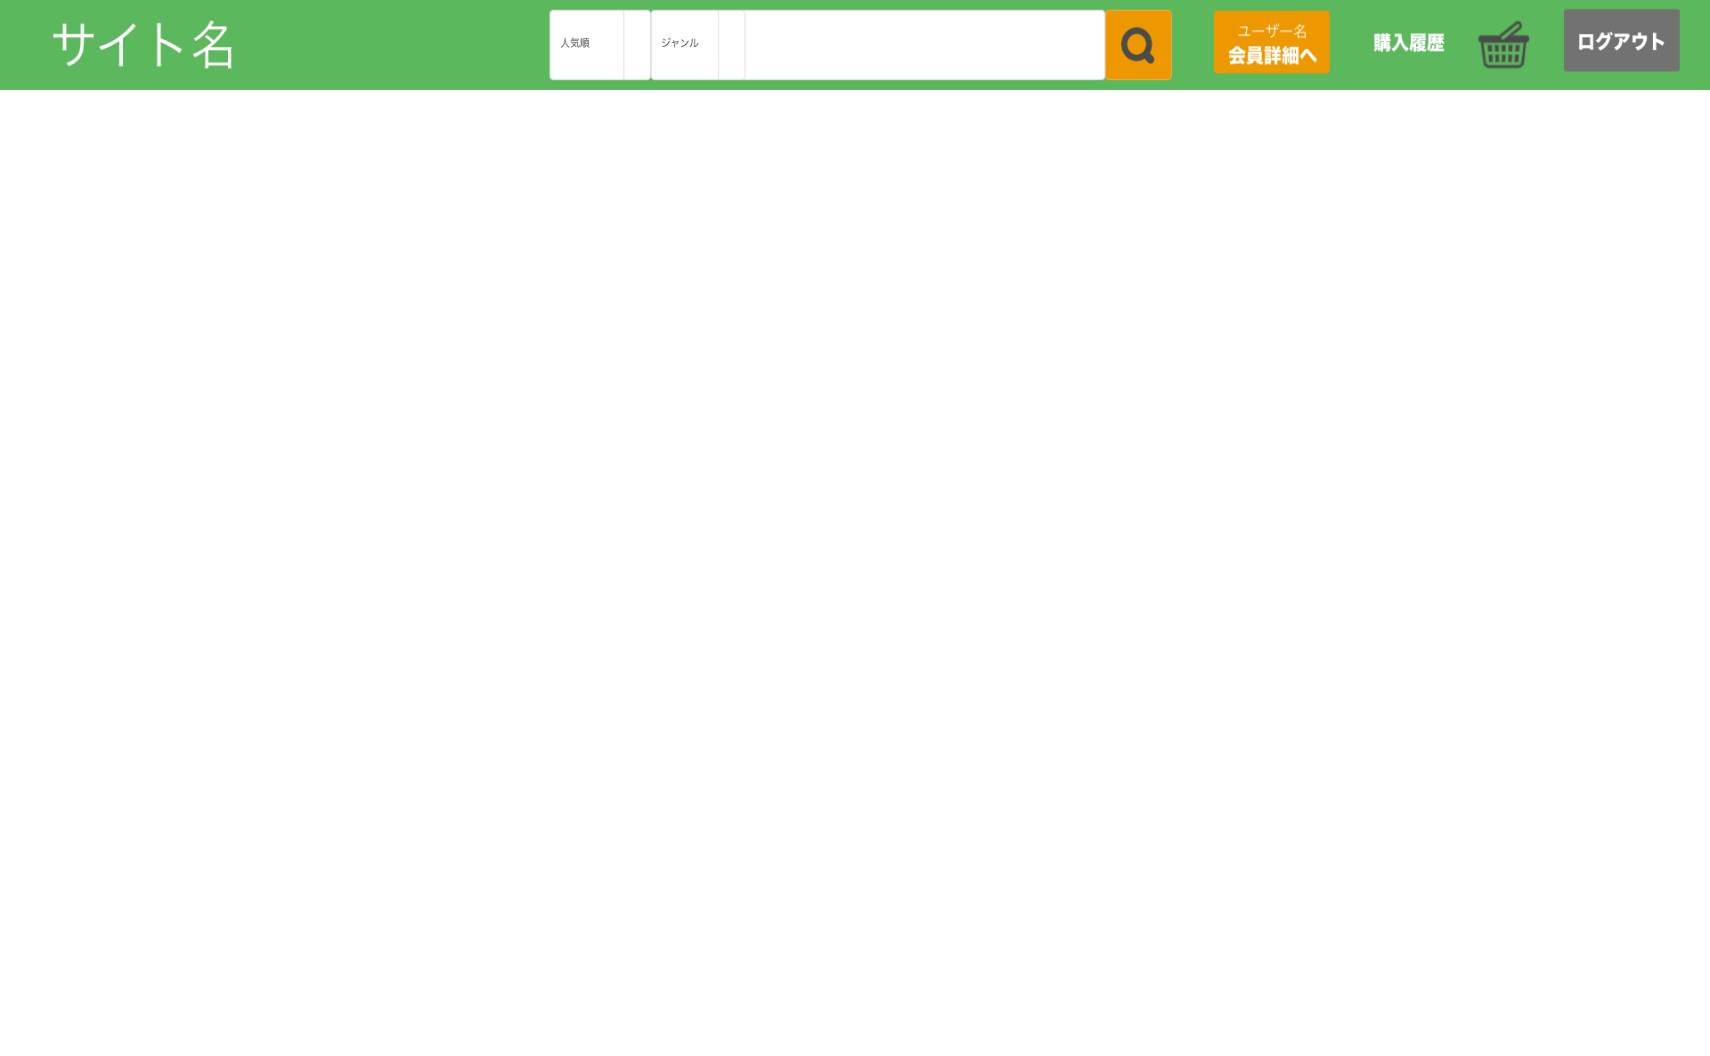 サイト名
人気順
ジャンル
ユーザー名
会員詳細へ
購入履歴
ログアウト